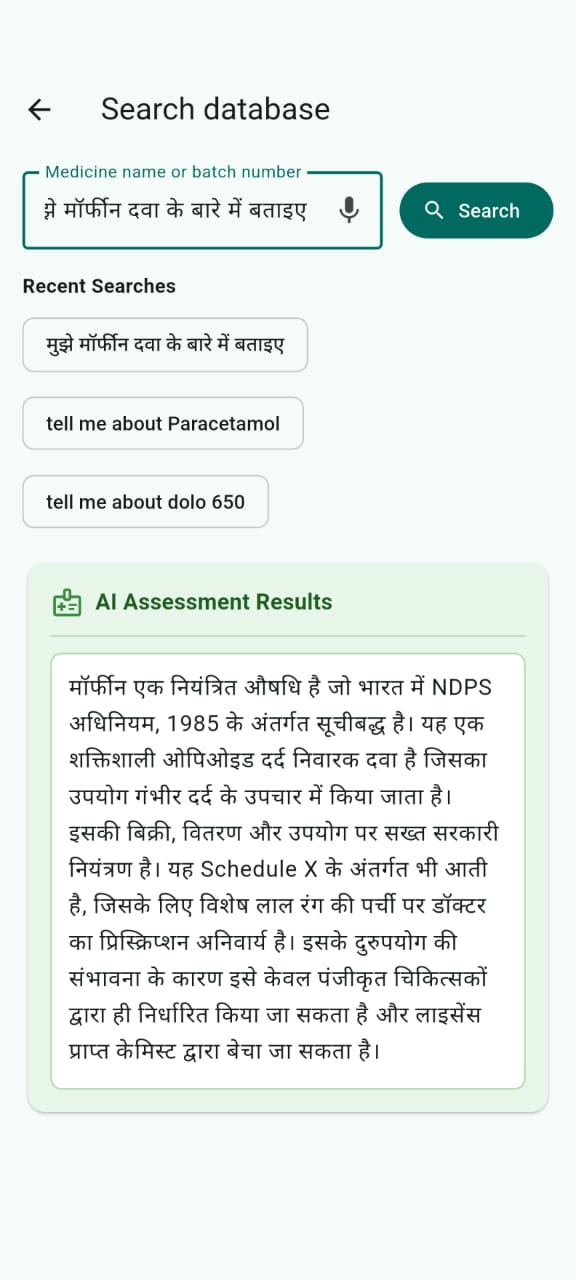 Search database
Medicine name or batch number
मॉर्फीन दवा के बारे में बताइए
Search
Recent Searches
मुझे मॉर्फीन दवा के बारे में बताइए
tell me about Paracetamol
tell me about dolo 650
AI Assessment Results
मॉर्फीन एक नियंत्रित औषधि है जो भारत में NDPS
अधिनियम, 1985 के अंतर्गत सूचीबद्ध है। यह एक
शक्तिशाली ओपिओइड दर्द निवारक दवा है जिसका
उपयोग गंभीर दर्द के उपचार में किया जाता है।
इसकी बिक्री, वितरण और उपयोग पर सख्त सरकारी
नियंत्रण है। यह Schedule X के अंतर्गत भी आती
है, जिसके लिए विशेष लाल रंग की पर्ची पर डॉक्टर
का प्रिस्क्रिप्शन अनिवार्य है। इसके दुरुपयोग की
संभावना के कारण इसे केवल पंजीकृत चिकित्सकों
द्वारा ही निर्धारित किया जा सकता है और लाइसेंस
प्राप्त केमिस्ट द्वारा बेचा जा सकता है।